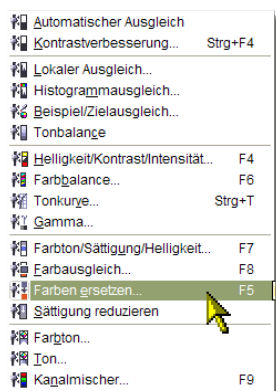 Automatischer Ausgleich
Kontrastverbesserung... Strg+F4
Lokaler Ausgleich...
Histogrammausgleich...
Beispiel/Zielausgleich...
Tonbalance
Helligkeit/Kontrast/Intensität... F4
Farbbalance... F6
Tonkurve... Strg+T
Gamma...
Farbton/Sättigung/Helligkeit... F7
Farbausgleich... F8
Farben ersetzen... F5
Sättigung reduzieren
Farbton...
Ton...
Kanalmischer... F9